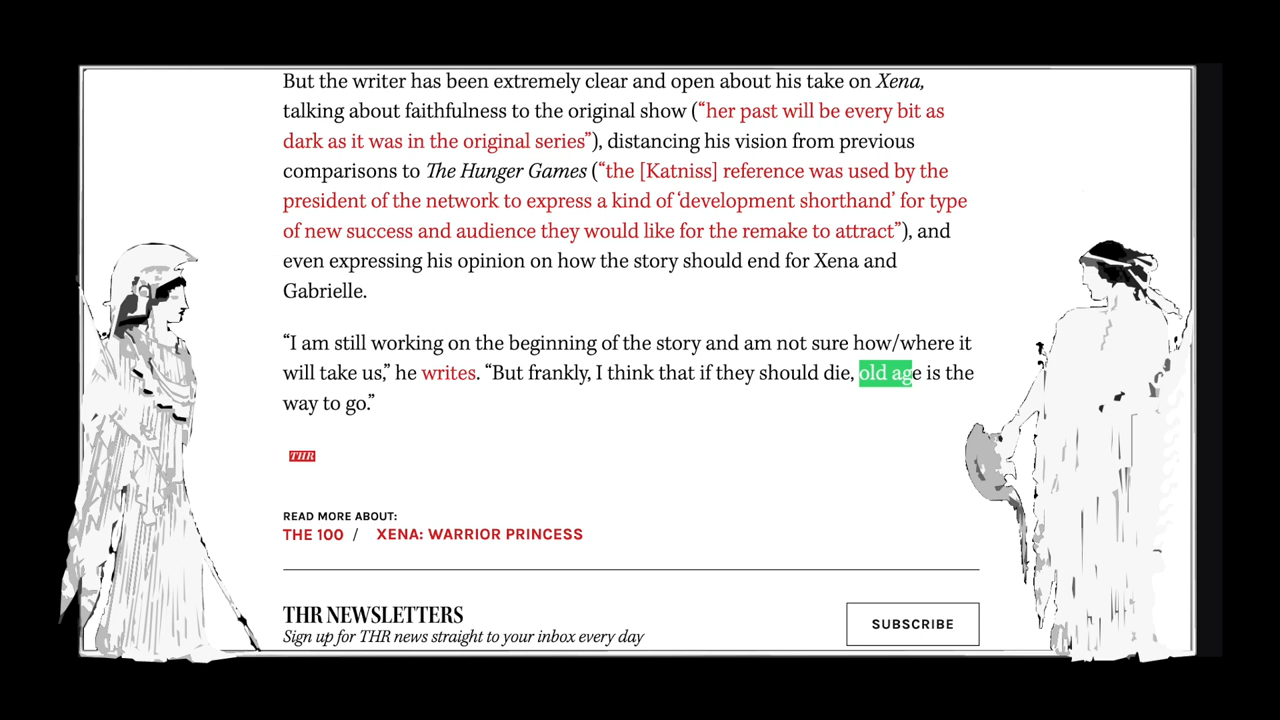 But the writer has been extremely clear and open about his take on Xena,
talking about faithfulness to the original show (“her past will be every bit as
dark as it was in the original series”), distancing his vision from previous
comparisons to The Hunger Games (“the [Katniss] reference was used by the
president of the network to express a kind of ‘development shorthand’ for type
of new success and audience they would like for the remake to attract”), and
even expressing his opinion on how the story should end for Xena and
Gabrielle.
“I am still working on the beginning of the story and am not sure how/where it
will take us,” he writes. “But frankly, I think that if they should die, old age is the
way to go.”
THR
READ MORE ABOUT:
THE 100 / XENA: WARRIOR PRINCESS
THR NEWSLETTERS
Sign up for THR news straight to your inbox every day
SUBSCRIBE